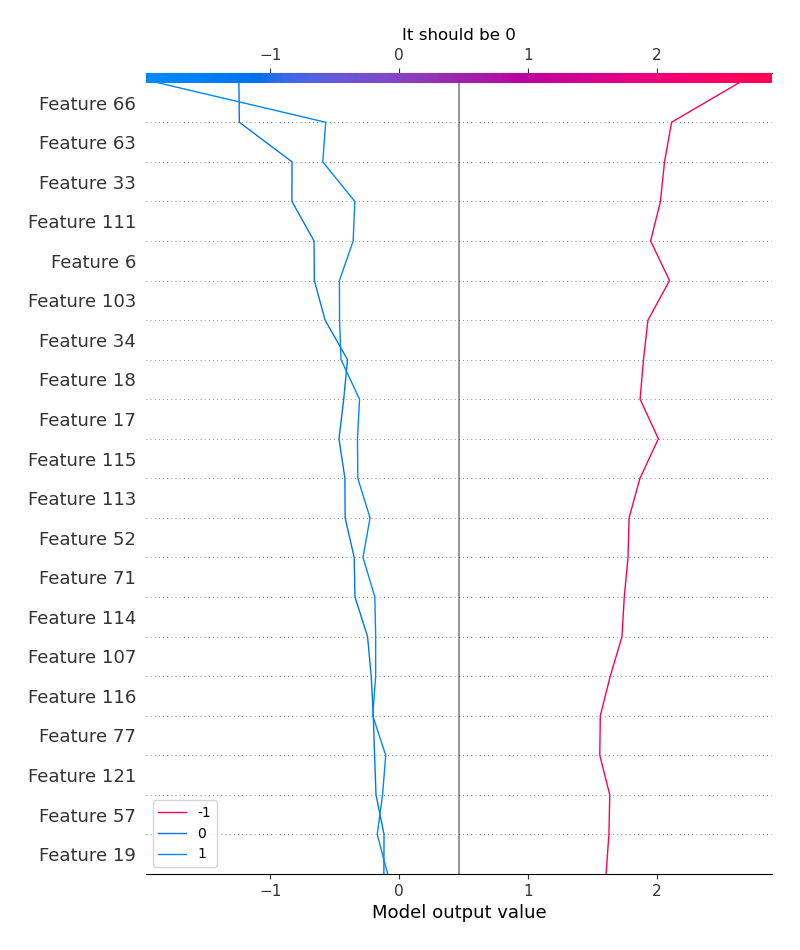 It should be 0
−1 0 1 2
Feature 66
Feature 63
Feature 33
Feature 111
Feature 6
Feature 103
Feature 34
Feature 18
Feature 17
Feature 115
Feature 113
Feature 52
Feature 71
Feature 114
Feature 107
Feature 116
Feature 77
Feature 121
Feature 57
Feature 19
-1
0
1
−1 0 1 2
Model output value